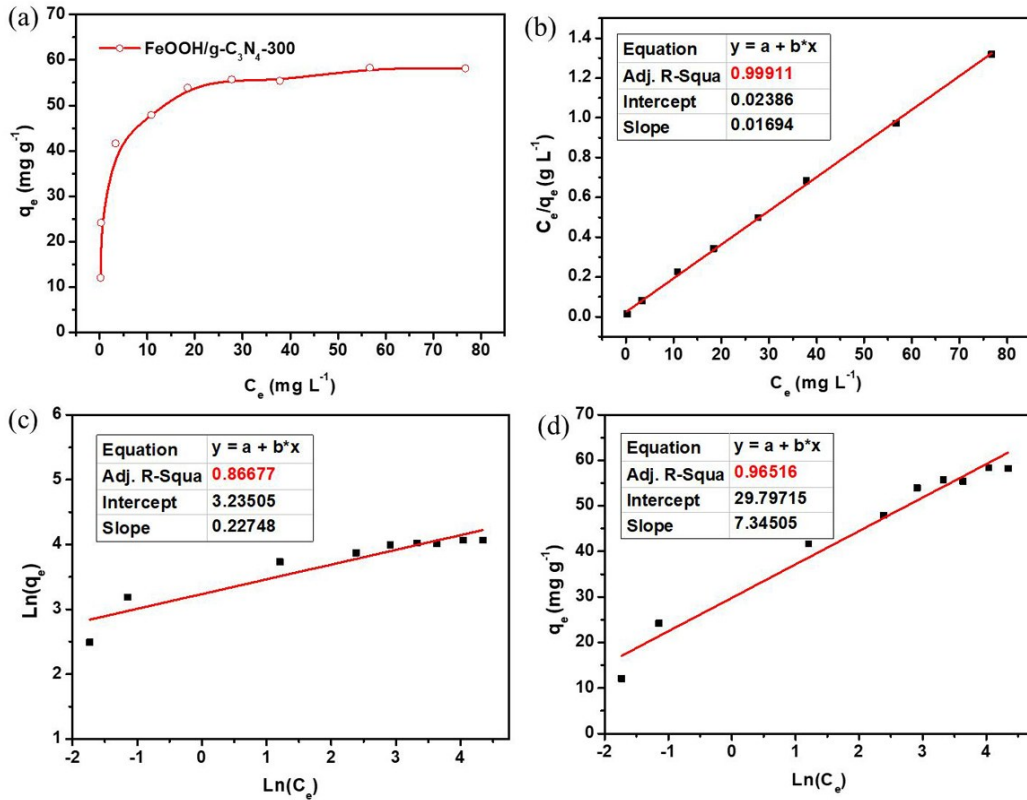 (a)
FeOOH/g-C₃N₄-300
70
60
50
40
30
20
10
0
qₑ (mg g⁻¹)
0 10 20 30 40 50 60 70 80
Cₑ (mg L⁻¹)
(b)
Equation y = a + b*x
Adj. R-Squa 0.99911
Intercept 0.02386
Slope 0.01694
1.4
1.2
1.0
0.8
0.6
0.4
0.2
0.0
Cₑ/qₑ (g L⁻¹)
0 10 20 30 40 50 60 70 80
Cₑ (mg L⁻¹)
(c)
Equation y = a + b*x
Adj. R-Squa 0.86677
Intercept 3.23505
Slope 0.22748
6
5
4
3
2
1
Ln(qₑ)
-2 -1 0 1 2 3 4 5
Ln(Cₑ)
(d)
Equation y = a + b*x
Adj. R-Squa 0.96516
Intercept 29.79715
Slope 7.34505
70
60
50
40
30
20
10
0
qₑ (mg g⁻¹)
-2 -1 0 1 2 3 4
Ln(Cₑ)